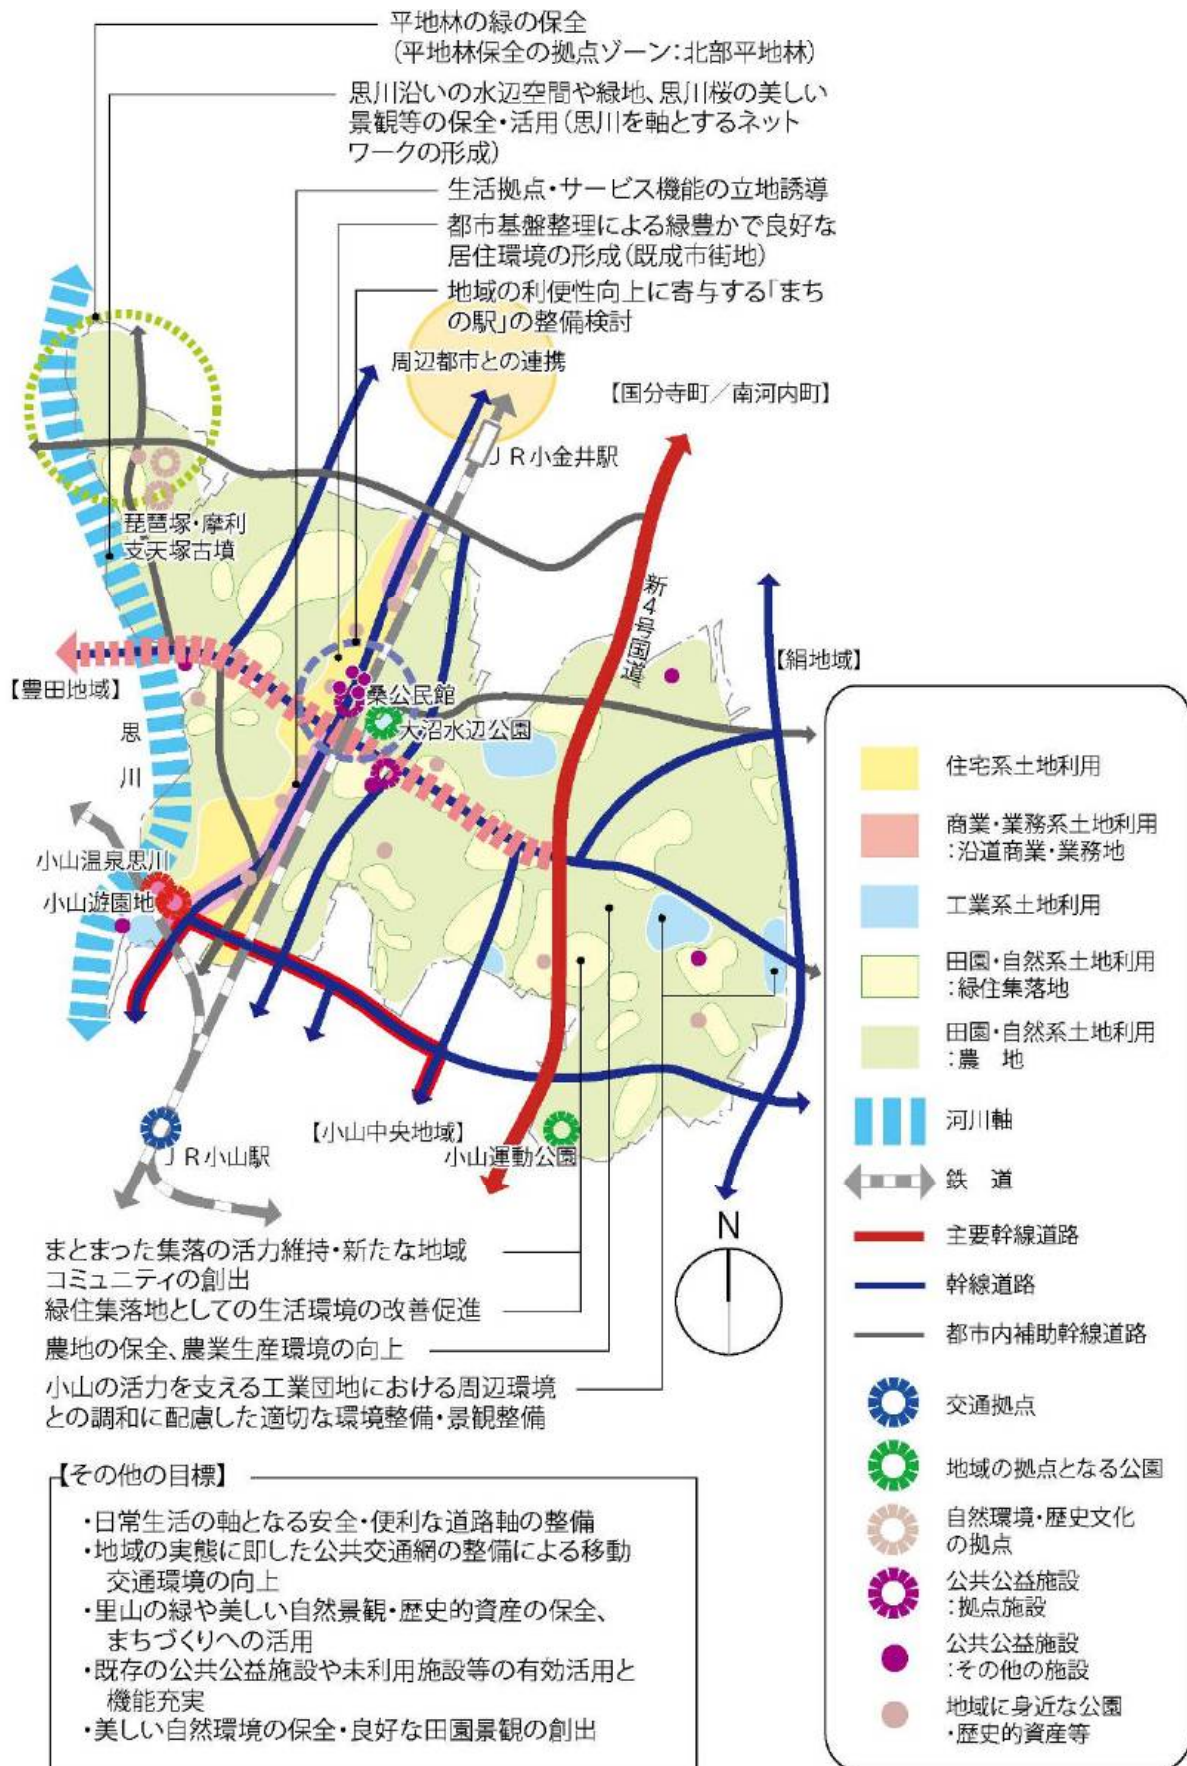 平地林の緑の保全
(平地林保全の拠点ゾーン:北部平地林)
思川沿いの水辺空間や緑地、思川桜の美しい
景観等の保全・活用(思川を軸とするネット
ワークの形成)
生活拠点・サービス機能の立地誘導
都市基盤整理による緑豊かで良好な
居住環境の形成(既成市街地)
地域の利便性向上に寄与する「まち
の駅」の整備検討
周辺都市との連携
【国分寺町/南河内町】
JR小金井駅
琵琶塚・摩利
支天塚古墳
新4号国道
【絹地域】
【豊田地域】
桑公民館
大沼水辺公園
思川
小山温泉思川
小山遊園地
【小山中央地域】
小山運動公園
JR小山駅
N
まとまった集落の活力維持・新たな地域
コミュニティの創出
緑住集落地としての生活環境の改善促進
農地の保全、農業生産環境の向上
小山の活力を支える工業団地における周辺環境
との調和に配慮した適切な環境整備・景観整備
【その他の目標】
・日常生活の軸となる安全・便利な道路軸の整備
・地域の実態に即した公共交通網の整備による移動
交通環境の向上
・里山の緑や美しい自然景観・歴史的資産の保全、
まちづくりへの活用
・既存の公共公益施設や未利用施設等の有効活用と
機能充実
・美しい自然環境の保全・良好な田園景観の創出
住宅系土地利用
商業・業務系土地利用
:沿道商業・業務地
工業系土地利用
田園・自然系土地利用
:緑住集落地
田園・自然系土地利用
:農 地
河川軸
鉄 道
主要幹線道路
幹線道路
都市内補助幹線道路
交通拠点
地域の拠点となる公園
自然環境・歴史文化
の拠点
公共公益施設
:拠点施設
公共公益施設
:その他の施設
地域に身近な公園
・歴史的資産等